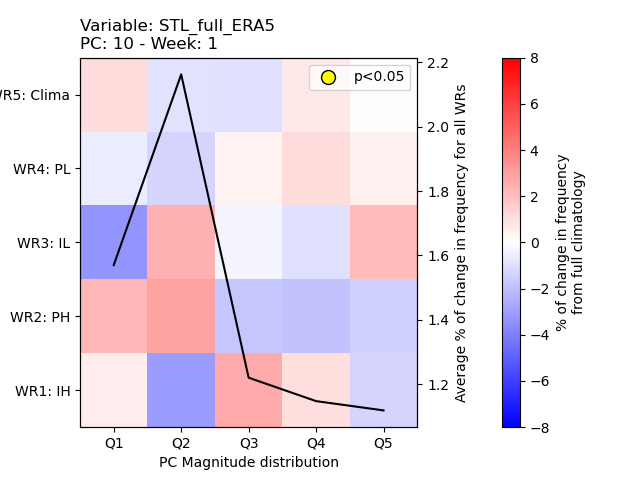 Variable: STL_full_ERA5
PC: 10 - Week: 1
p<0.05
WR5: Clima
WR4: PL
WR3: IL
WR2: PH
WR1: IH
Q1 Q2 Q3 Q4 Q5
PC Magnitude distribution
2.2
2.0
1.8
1.6
1.4
1.2
Average % of change in frequency for all WRs
8
6
4
2
0
−2
−4
−6
−8
% of change in frequency
from full climatology